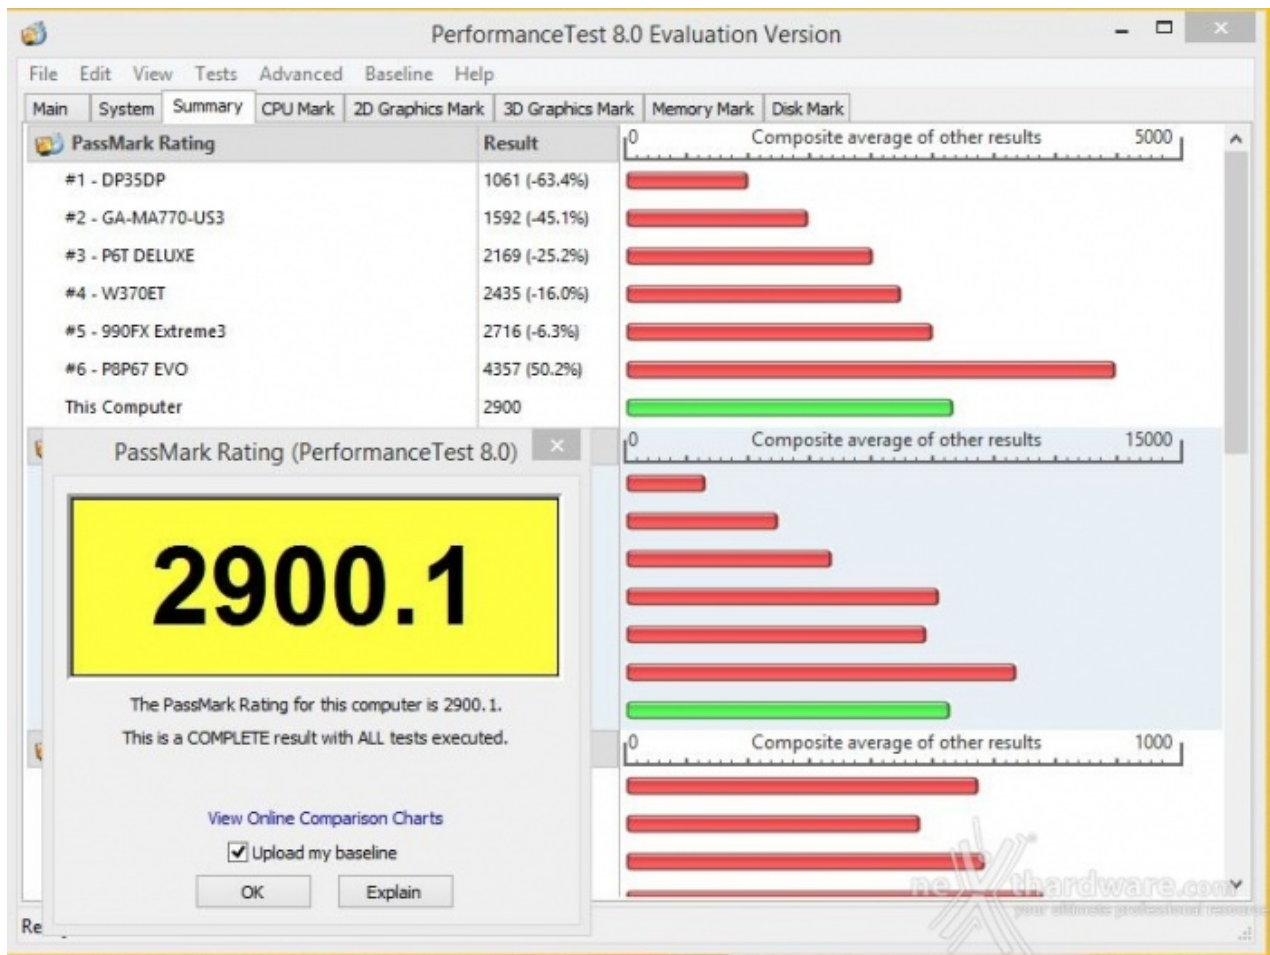 PerformanceTest 8.0 Evaluation Version
File Edit View Tests Advanced Baseline Help
Main System Summary CPU Mark 2D Graphics Mark 3D Graphics Mark Memory Mark Disk Mark
PassMark Rating Result 0 Composite average of other results 5000
#1 - DP35DP 1061 (-63.4%)
#2 - GA-MA770-US3 1592 (-45.1%)
#3 - P6T DELUXE 2169 (-25.2%)
#4 - W370ET 2435 (-16.0%)
#5 - 990FX Extreme3 2716 (-6.3%)
#6 - P8P67 EVO 4357 (50.2%)
This Computer 2900
0 Composite average of other results 15000
PassMark Rating (PerformanceTest 8.0)
2900.1
The PassMark Rating for this computer is 2900.1.
This is a COMPLETE result with ALL tests executed.
0 Composite average of other results 1000
View Online Comparison Charts
Upload my baseline
OK Explain
nexthardware.com
your ultimate professional resource